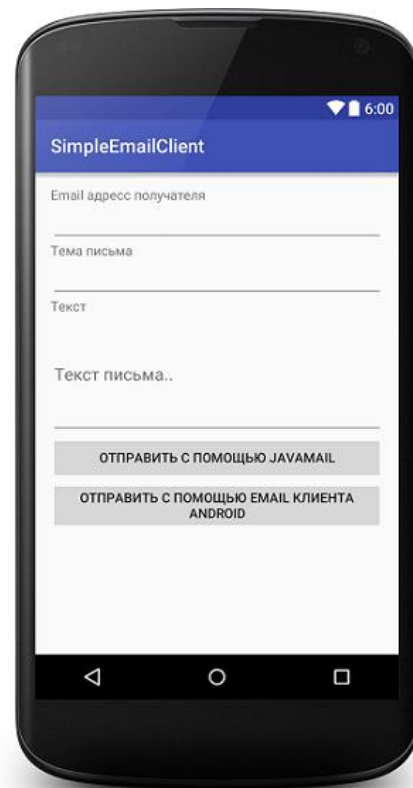 6:00
SimpleEmailClient
Email адресс получателя
Тема письма
Текст
Текст письма..
ОТПРАВИТЬ С ПОМОЩЬЮ JAVAMAIL
ОТПРАВИТЬ С ПОМОЩЬЮ EMAIL КЛИЕНТА
ANDROID